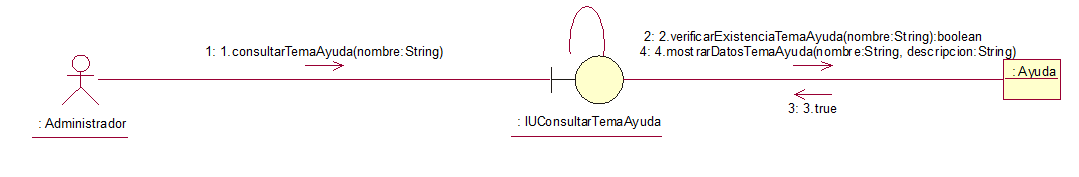 2: 2.verificarExistenciaTemaAyuda(nombre:String):boolean
1: 1.consultarTemaAyuda(nombre:String)
4: 4.mostrarDatosTemaAyuda(nombre:String, descripcion:String)
: Ayuda
3: 3.true
: Administrador
: IUConsultarTemaAyuda